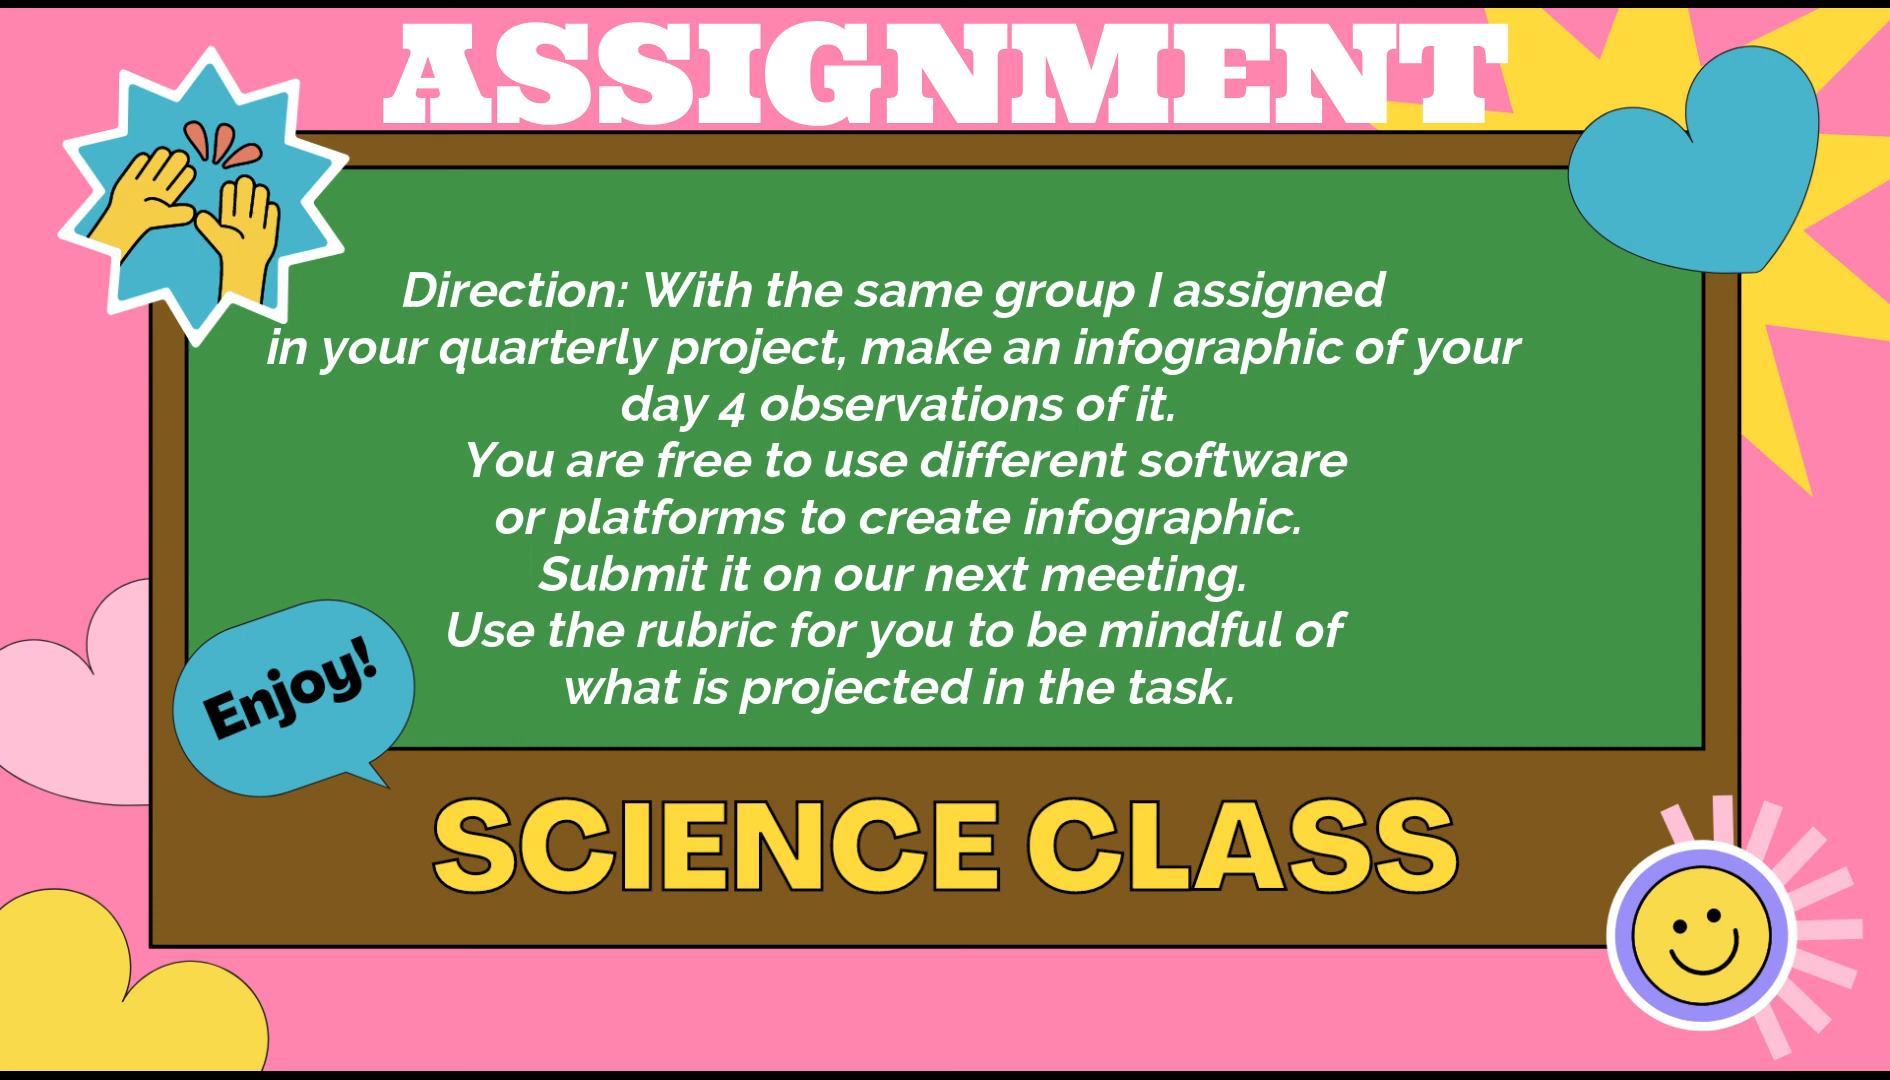 ASSIGNMENT
Direction: With the same group I assigned
in your quarterly project, make an infographic of your
day 4 observations of it.
You are free to use different software
or platforms to create infographic.
Submit it on our next meeting.
Use the rubric for you to be mindful of
what is projected in the task.
Enjoy!
SCIENCE CLASS